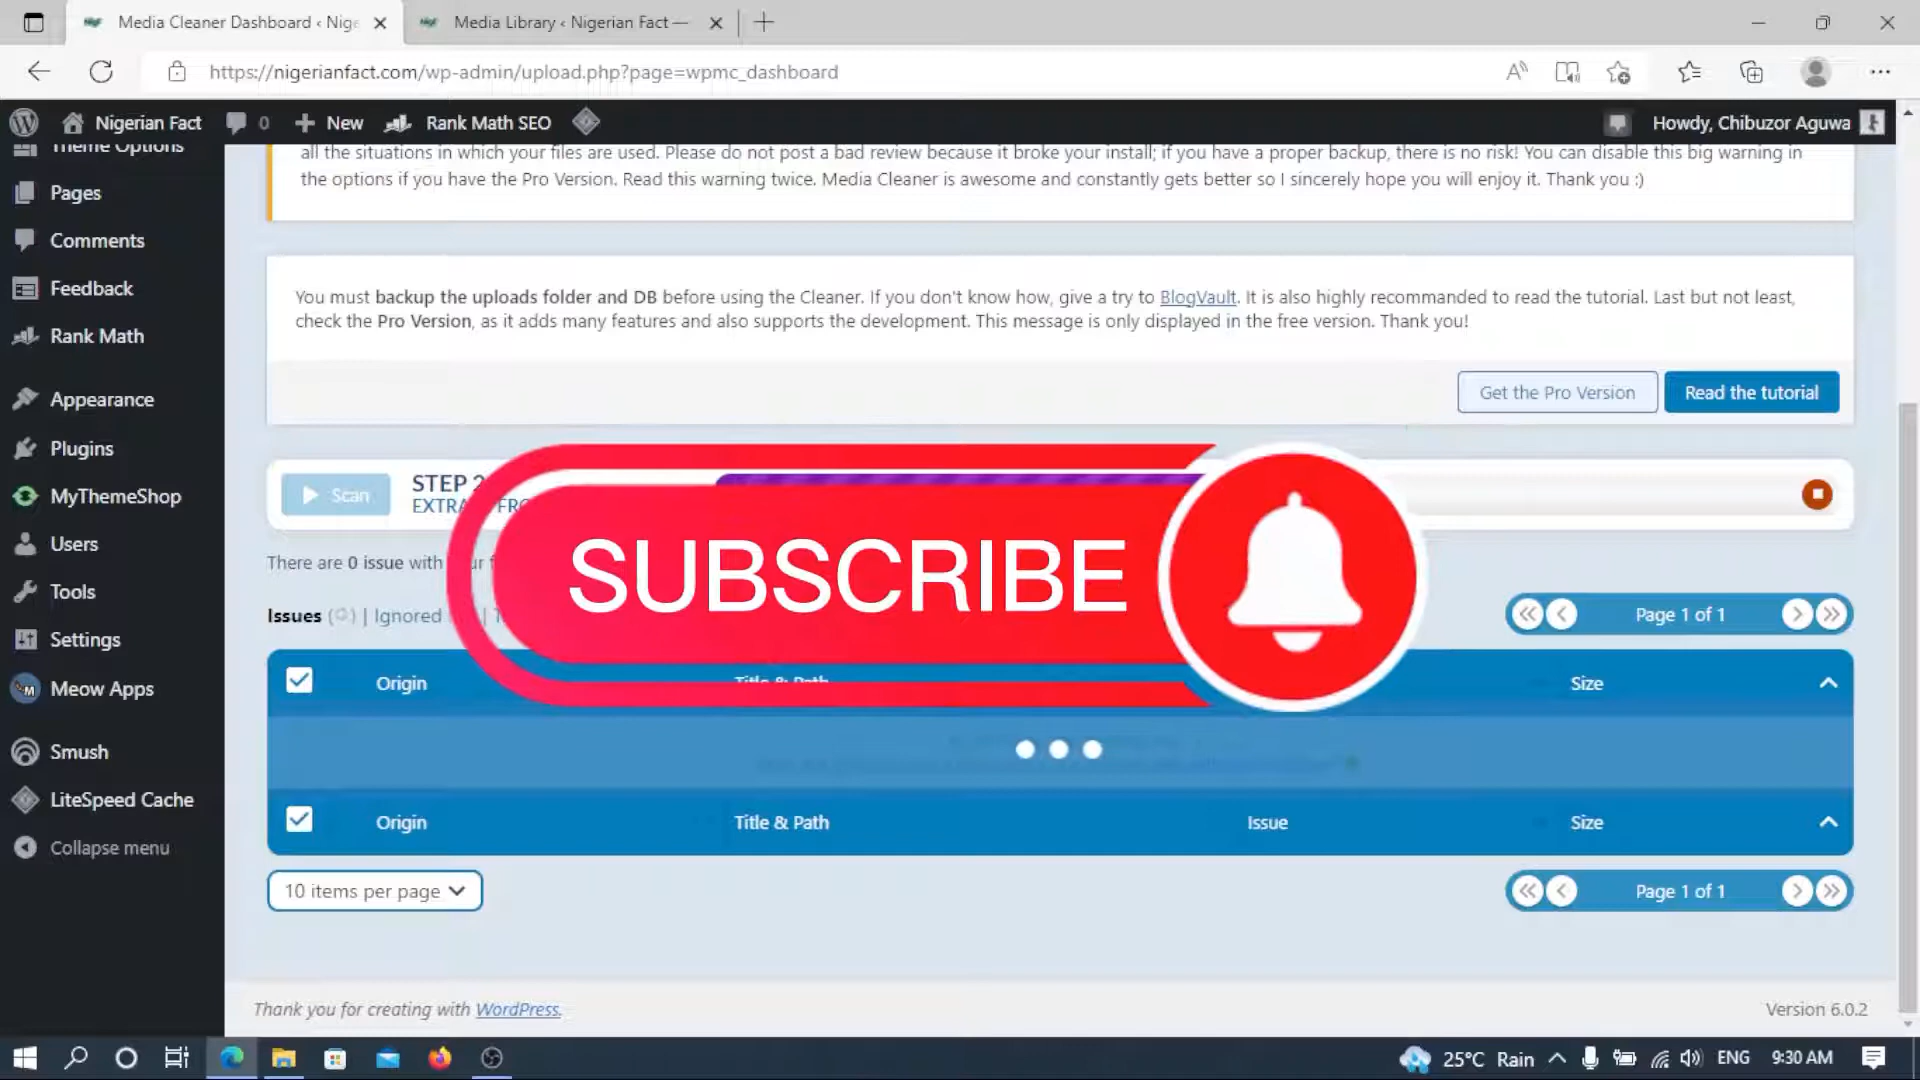 Media Cleaner Dashboard ‹ Nige
Media Library ‹ Nigerian Fact —
https://nigerianfact.com/wp-admin/upload.php?page=wpmc_dashboard
Nigerian Fact
0
New
Rank Math SEO
Howdy, Chibuzor Aguwa
Theme Options
Pages
Comments
Feedback
Rank Math
Appearance
Plugins
MyThemeShop
Users
Tools
Settings
Meow Apps
Smush
LiteSpeed Cache
Collapse menu
all the situations in which your files are used. Please do not post a bad review because it broke your install; if you have a proper backup, there is no risk! You can disable this big warning in
the options if you have the Pro Version. Read this warning twice. Media Cleaner is awesome and constantly gets better so I sincerely hope you will enjoy it. Thank you :)
You must backup the uploads folder and DB before using the Cleaner. If you don't know how, give a try to BlogVault. It is also highly recommanded to read the tutorial. Last but not least,
check the Pro Version, as it adds many features and also supports the development. This message is only displayed in the free version. Thank you!
Get the Pro Version
Read the tutorial
Scan
STEP 2
EXTRA
There are 0 issue with
SUBSCRIBE
Issues | Ignored
Page 1 of 1
Origin
Title & Path
Size
Origin
Title & Path
Issue
Size
10 items per page
Page 1 of 1
Thank you for creating with WordPress.
Version 6.0.2
25°C Rain
ENG
9:30 AM